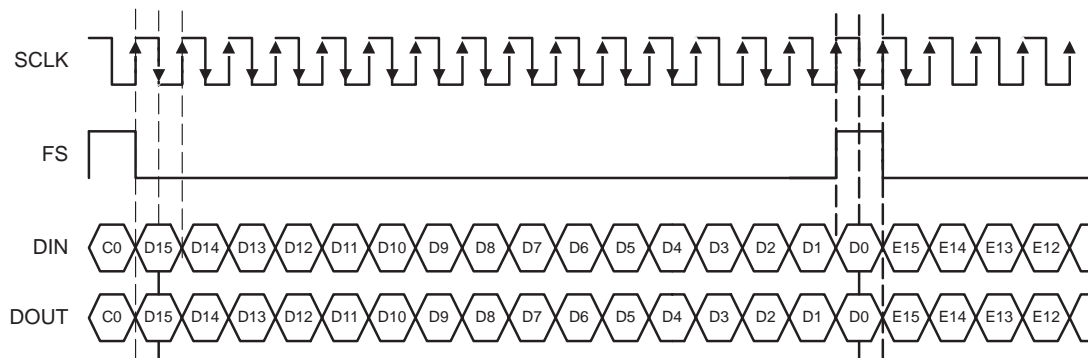 SCLK
FS
DIN C0 D15 D14 D13 D12 D11 D10 D9 D8 D7 D6 D5 D4 D3 D2 D1 D0 E15 E14 E13 E12
DOUT C0 D15 D14 D13 D12 D11 D10 D9 D8 D7 D6 D5 D4 D3 D2 D1 D0 E15 E14 E13 E12